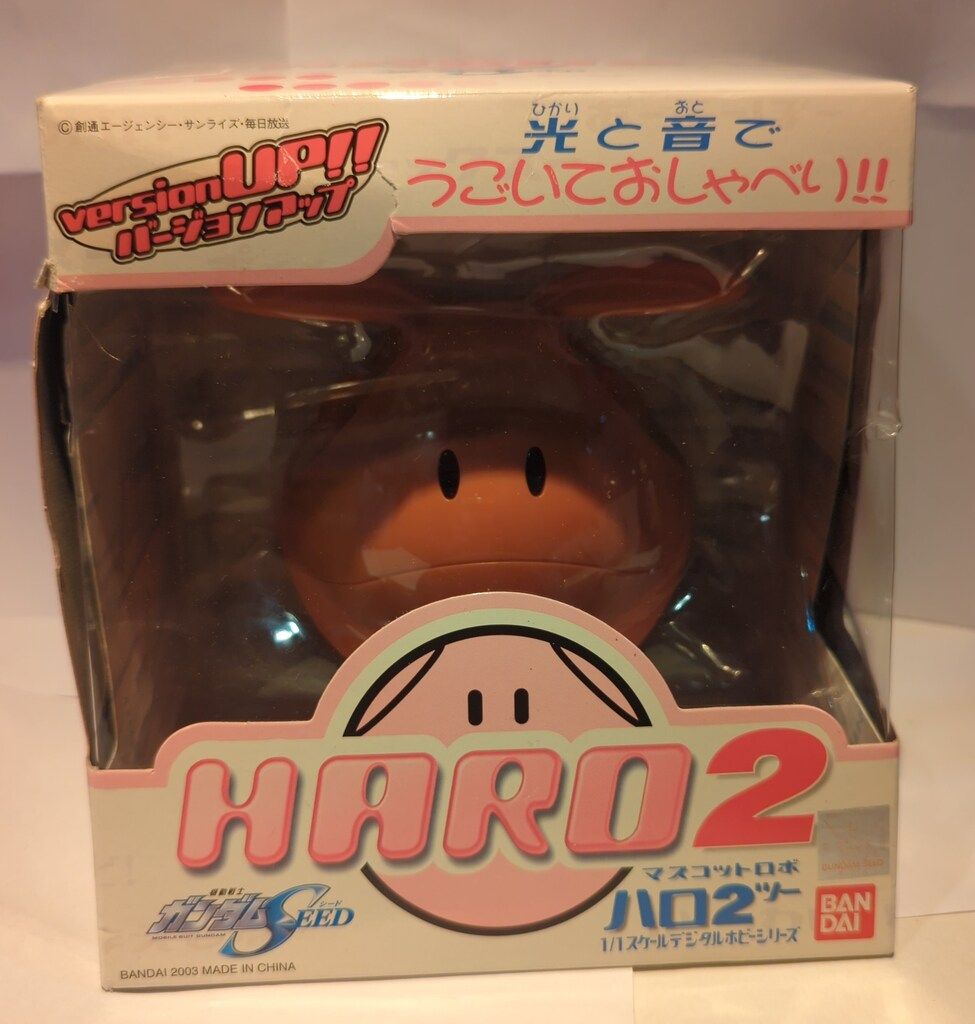 ©創通エージェンシー・サンライズ・毎日放送
versionUP!!
バージョンアップ
ひかり おと
光と音で
うごいておしゃべり!!
HARO2
マスコットロボ
ハロ2ツー
1/1スケールデジタルホビーシリーズ
GUNDAM SEED
BAN
DAI
機動戦士
ガンダムSEED
シード
MOBILE SUIT GUNDAM
BANDAI 2003 MADE IN CHINA